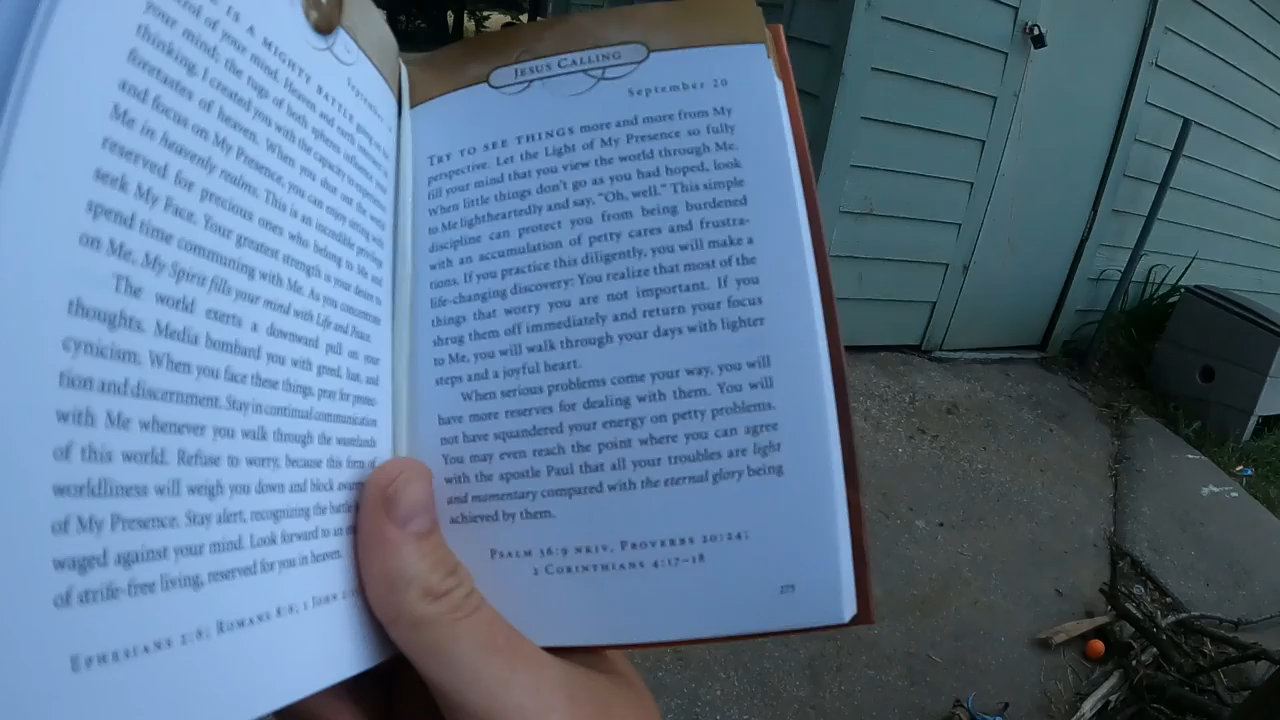 IS A MIGHTY BATTLE going on
control of your mind. Heaven and earth
your mind; the tugs of both spheres influence your
thinking. I created you with the capacity to experience
foretastes of heaven. When you shut out the world
and focus on My Presence, you can enjoy sitting with
Me in heavenly realms. This is an incredible privilege
reserved for precious ones who belong to Me and
seek My Face. Your greatest strength is your desire to
spend time communing with Me. As you concentrate
on Me, My Spirit fills your mind with Life and Peace.
The world exerts a downward pull on your
thoughts. Media bombard you with greed, lust, and
cynicism. When you face these things, pray for protec-
tion and discernment. Stay in continual communication
with Me whenever you walk through the wastelands
of this world. Refuse to worry, because this form of
worldliness will weigh you down and block
of My Presence. Stay alert, recognizing the battle
waged against your mind. Look forward to an
of strife-free living, reserved for you in heaven.
EPHESIANS 2:6; ROMANS 8:6; 1 JOHN
JESUS CALLING
September 20
TRY TO SEE THINGS more and more from My
perspective. Let the Light of My Presence so fully
fill your mind that you view the world through Me.
When little things don't go as you had hoped, look
to Me lightheartedly and say, "Oh, well." This simple
discipline can protect you from being burdened
with an accumulation of petty cares and frustra-
tions. If you practice this diligently, you will make a
life-changing discovery: You realize that most of the
things that worry you are not important. If you
shrug them off immediately and return your focus
to Me, you will walk through your days with lighter
steps and a joyful heart.
When serious problems come your way, you will
have more reserves for dealing with them. You will
not have squandered your energy on petty problems.
You may even reach the point where you can agree
with the apostle Paul that all your troubles are light
and momentary compared with the eternal glory being
achieved by them.
PSALM 36:9 NKJV; PROVERBS 20:24;
2 CORINTHIANS 4:17–18
275